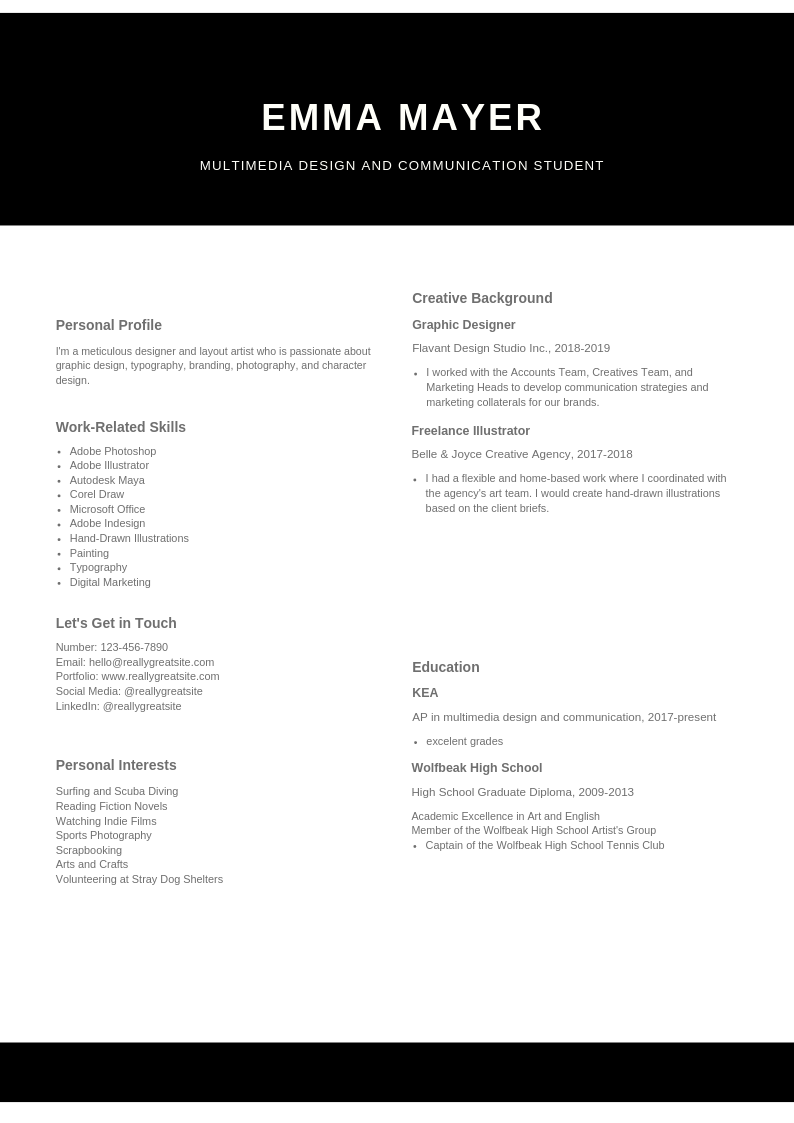 EMMA MAYER
MULTIMEDIA DESIGN AND COMMUNICATION STUDENT
Personal Profile
I'm a meticulous designer and layout artist who is passionate about
graphic design, typography, branding, photography, and character
design.
Work-Related Skills
• Adobe Photoshop
• Adobe Illustrator
• Autodesk Maya
• Corel Draw
• Microsoft Office
• Adobe Indesign
• Hand-Drawn Illustrations
• Painting
• Typography
• Digital Marketing
Let's Get in Touch
Number: 123-456-7890
Email: hello@reallygreatsite.com
Portfolio: www.reallygreatsite.com
Social Media: @reallygreatsite
LinkedIn: @reallygreatsite
Personal Interests
Surfing and Scuba Diving
Reading Fiction Novels
Watching Indie Films
Sports Photography
Scrapbooking
Arts and Crafts
Volunteering at Stray Dog Shelters
Creative Background
Graphic Designer
Flavant Design Studio Inc., 2018-2019
• I worked with the Accounts Team, Creatives Team, and
Marketing Heads to develop communication strategies and
marketing collaterals for our brands.
Freelance Illustrator
Belle & Joyce Creative Agency, 2017-2018
• I had a flexible and home-based work where I coordinated with
the agency's art team. I would create hand-drawn illustrations
based on the client briefs.
Education
KEA
AP in multimedia design and communication, 2017-present
• excelent grades
Wolfbeak High School
High School Graduate Diploma, 2009-2013
Academic Excellence in Art and English
Member of the Wolfbeak High School Artist's Group
• Captain of the Wolfbeak High School Tennis Club